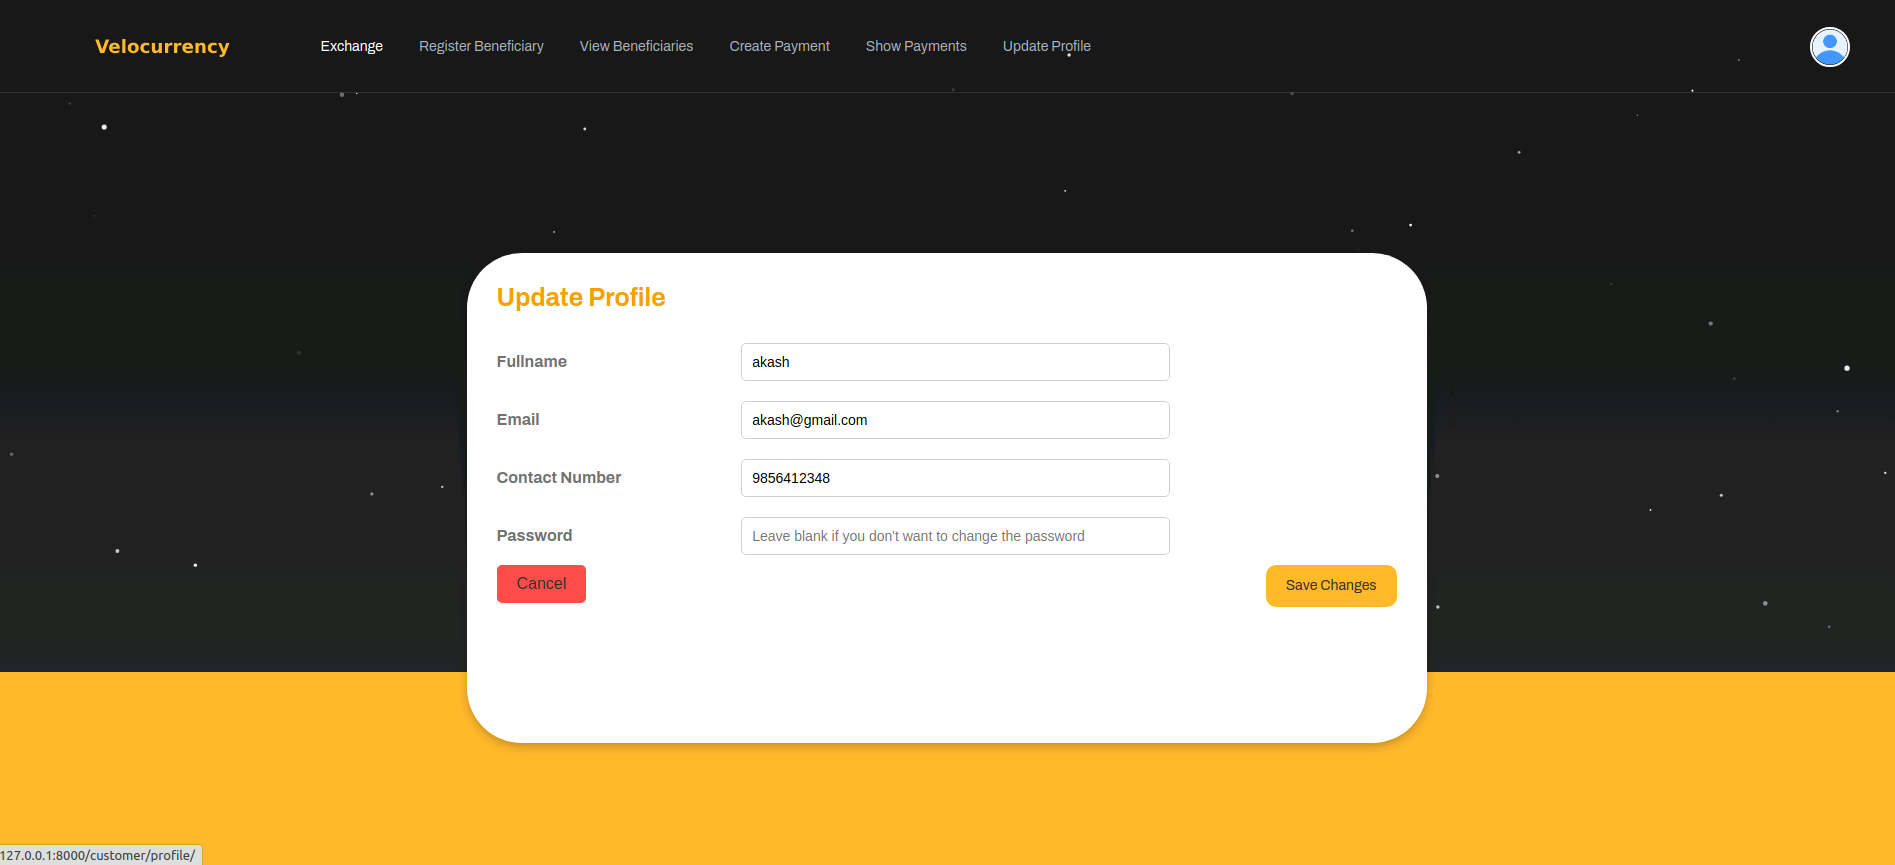 Velocurrency
Exchange
Register Beneficiary
View Beneficiaries
Create Payment
Show Payments
Update Profile
Update Profile
Fullname
akash
Email
akash@gmail.com
Contact Number
9856412348
Password
Leave blank if you don't want to change the password
Cancel
Save Changes
127.0.0.1:8000/customer/profile/